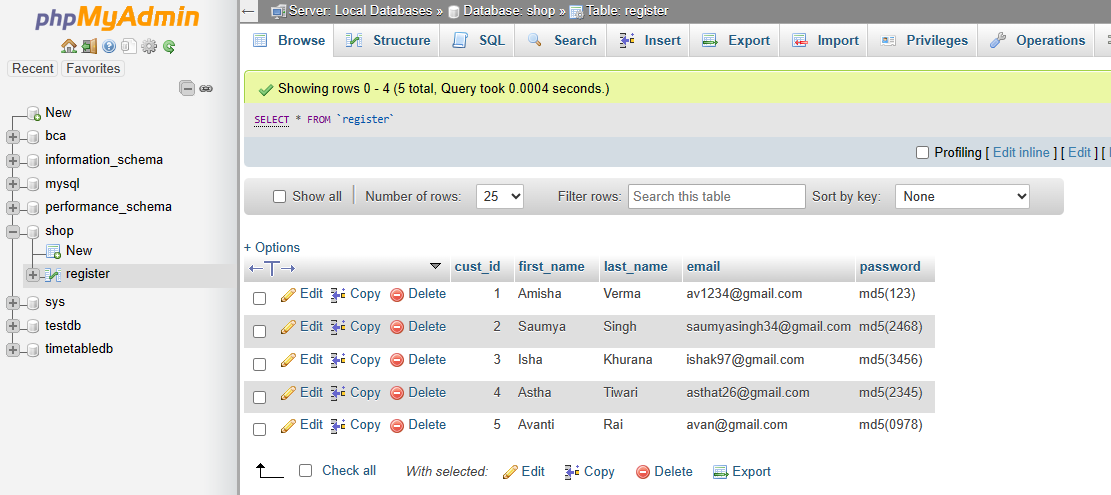 phpMyAdmin
Recent Favorites
New
bca
information_schema
mysql
performance_schema
shop
New
register
sys
testdb
timetabledb
Server: Local Databases » Database: shop » Table: register
Browse Structure SQL Search Insert Export Import Privileges Operations
Showing rows 0 - 4 (5 total, Query took 0.0004 seconds.)
SELECT * FROM `register`
Profiling [ Edit inline ] [ Edit ] [
Show all Number of rows: 25 Filter rows: Search this table Sort by key: None
+ Options
cust_id first_name last_name email password
Edit Copy Delete 1 Amisha Verma av1234@gmail.com md5(123)
Edit Copy Delete 2 Saumya Singh saumyasingh34@gmail.com md5(2468)
Edit Copy Delete 3 Isha Khurana ishak97@gmail.com md5(3456)
Edit Copy Delete 4 Astha Tiwari asthat26@gmail.com md5(2345)
Edit Copy Delete 5 Avanti Rai avan@gmail.com md5(0978)
Check all With selected: Edit Copy Delete Export